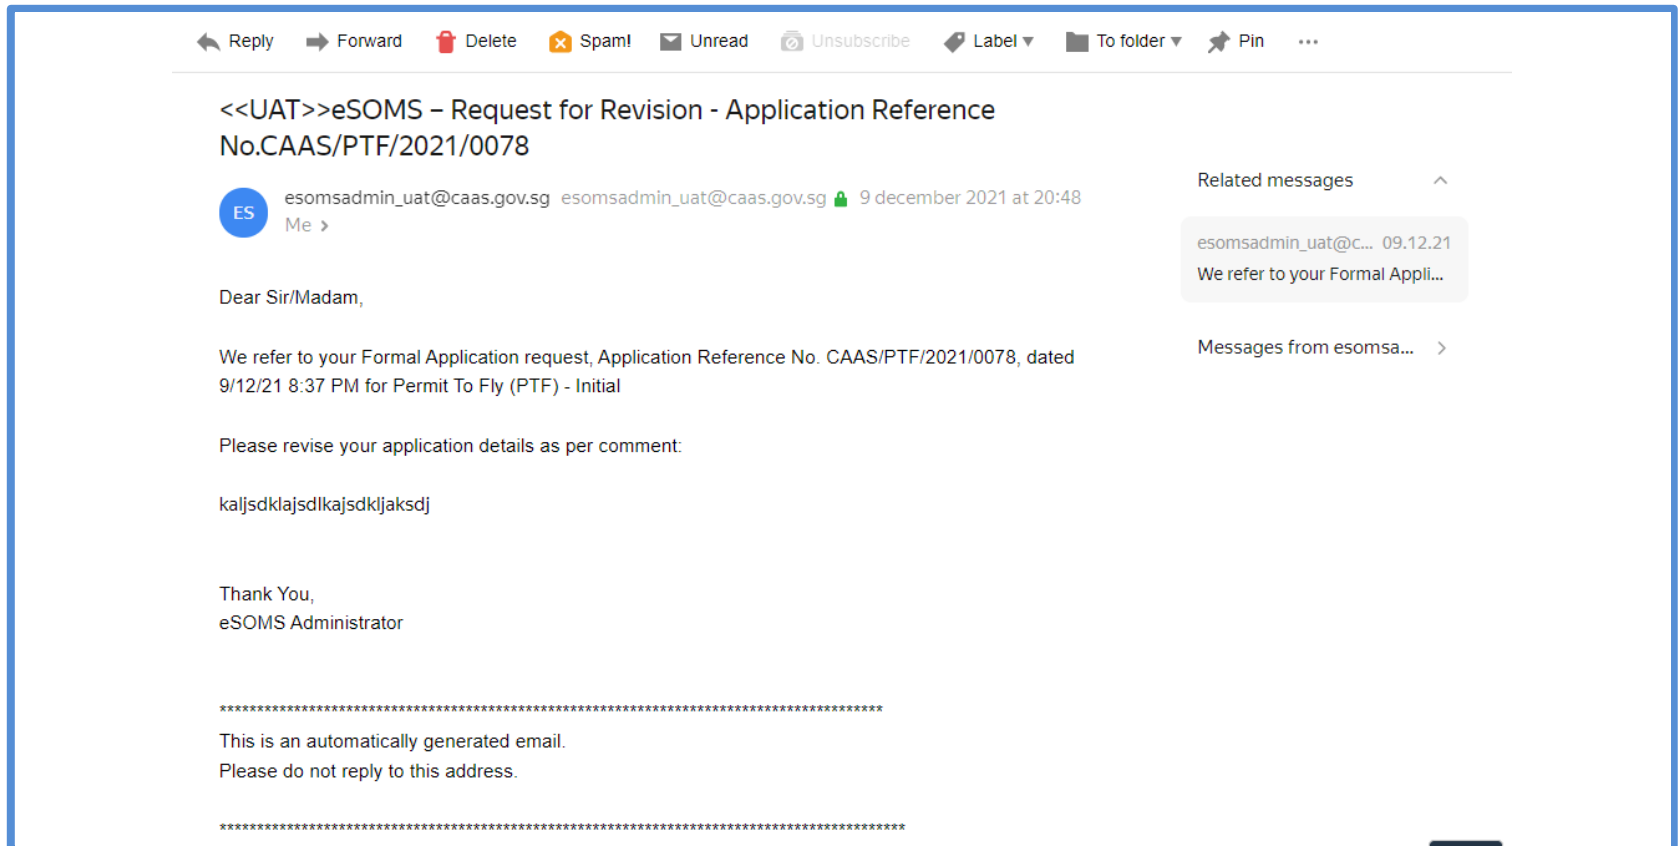 Reply Forward Delete Spam! Unread Unsubscribe Label To folder Pin ...
<<UAT>>eSOMS – Request for Revision - Application Reference
No.CAAS/PTF/2021/0078
ES
esomsadmin_uat@caas.gov.sg esomsadmin_uat@caas.gov.sg 9 december 2021 at 20:48
Me
Dear Sir/Madam,
We refer to your Formal Application request, Application Reference No. CAAS/PTF/2021/0078, dated
9/12/21 8:37 PM for Permit To Fly (PTF) - Initial
Please revise your application details as per comment:
kaljsdklajsdlkajsdkljaksdj
Thank You,
eSOMS Administrator
*****************************************************************************************
This is an automatically generated email.
Please do not reply to this address.
********************************************************************************************
Related messages
esomsadmin_uat@c... 09.12.21
We refer to your Formal Appli...
Messages from esomsa...